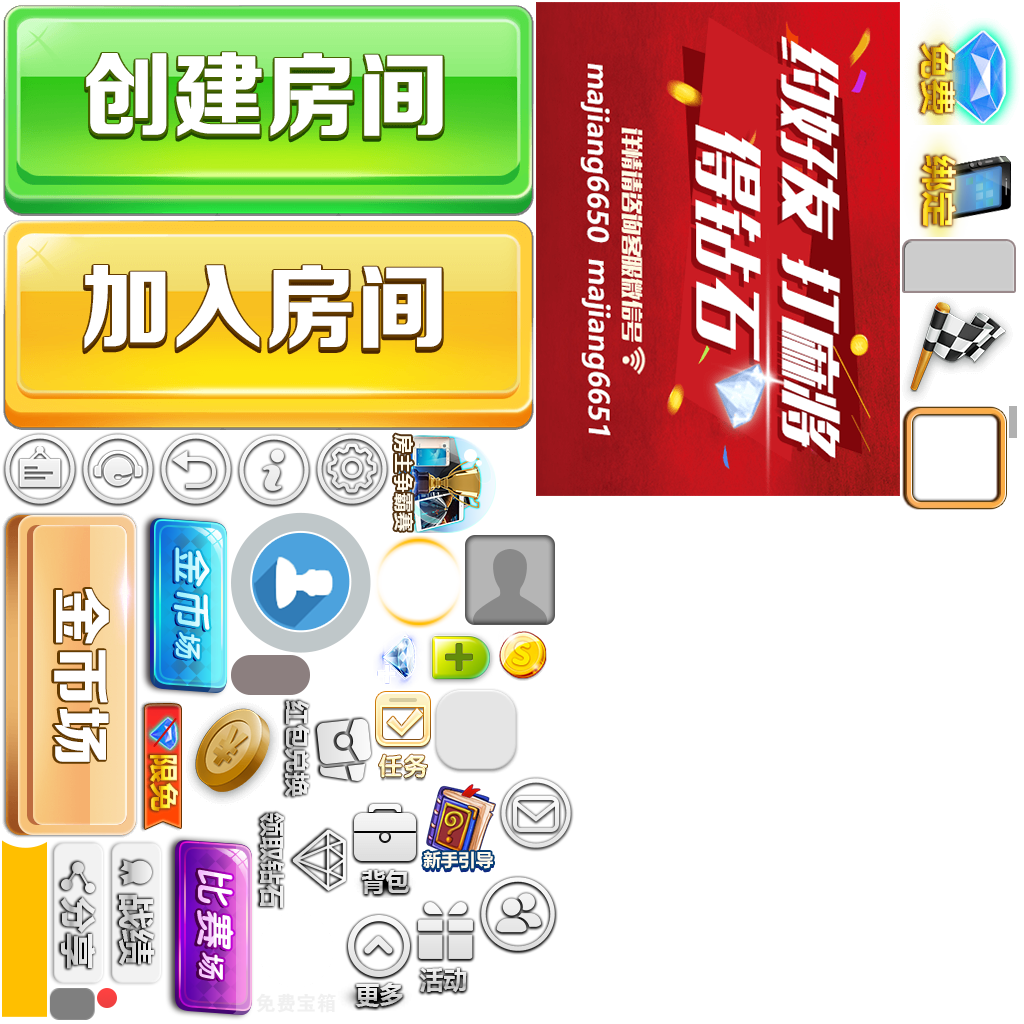 创建房间
加入房间
约好友 打麻将
得钻石
详情请咨询客服微信号
majiang6650 majiang6651
免费
绑定
房主争霸赛
金币场
金币场
限免
红包兑换
任务
领取钻石
背包
新手引导
分享
战绩
比赛场
更多
活动
免费宝箱